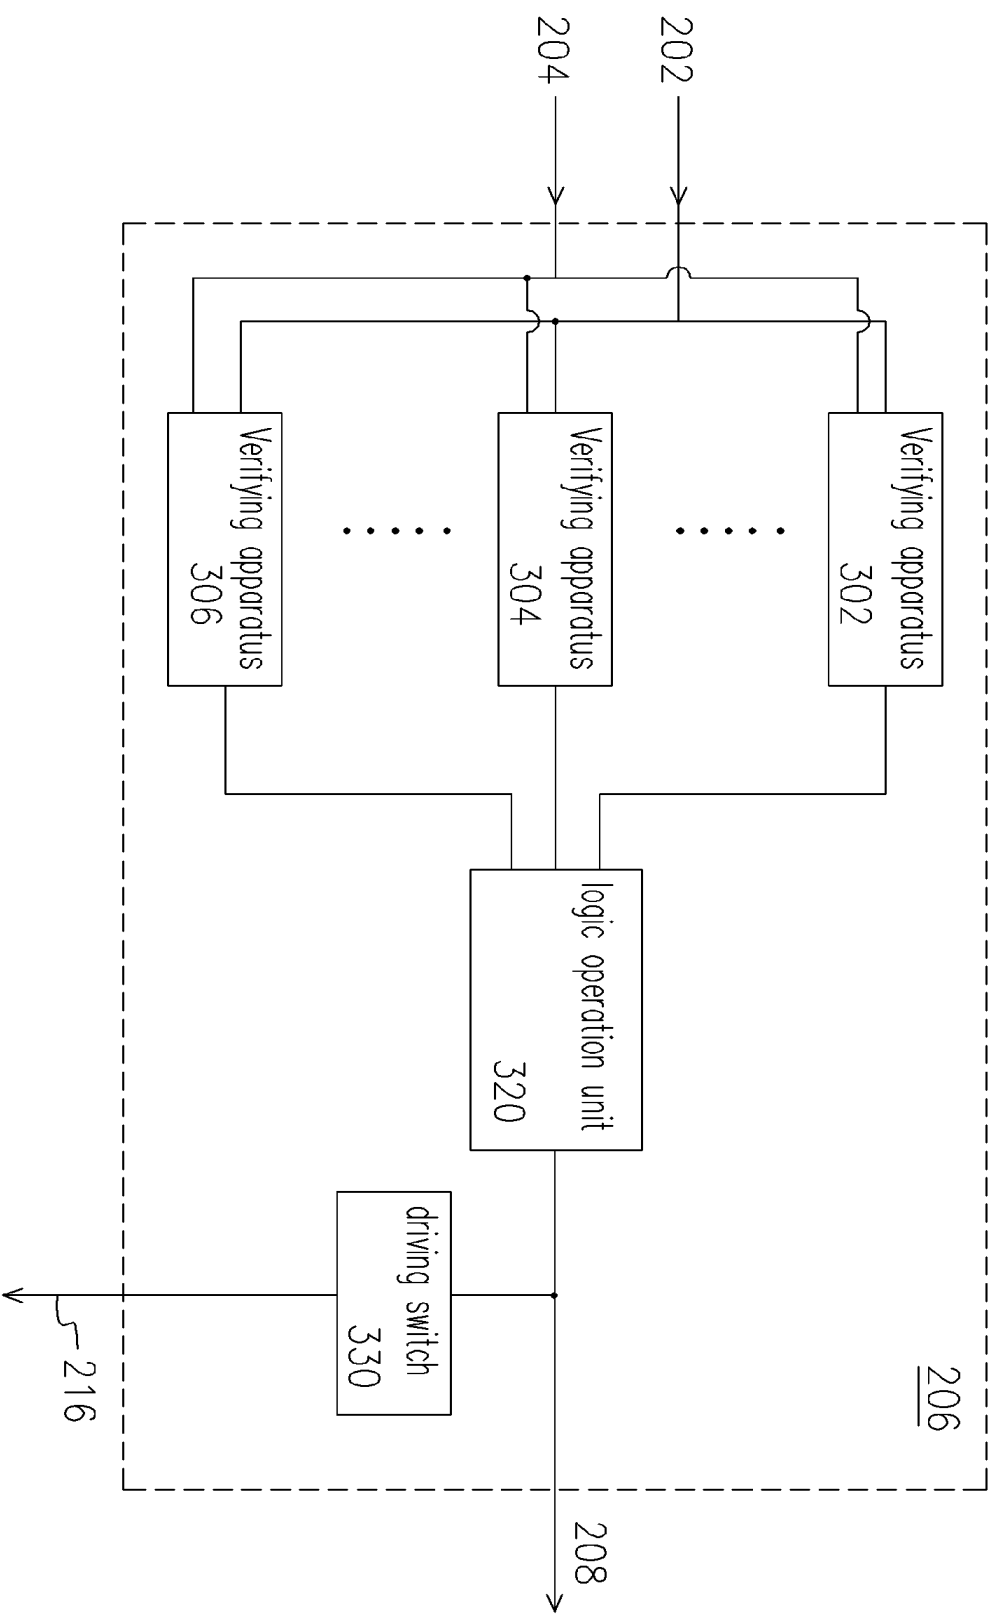 202
204
206
Verifying apparatus
302
Verifying apparatus
304
Verifying apparatus
306
logic operation unit
320
driving switch
330
208
216